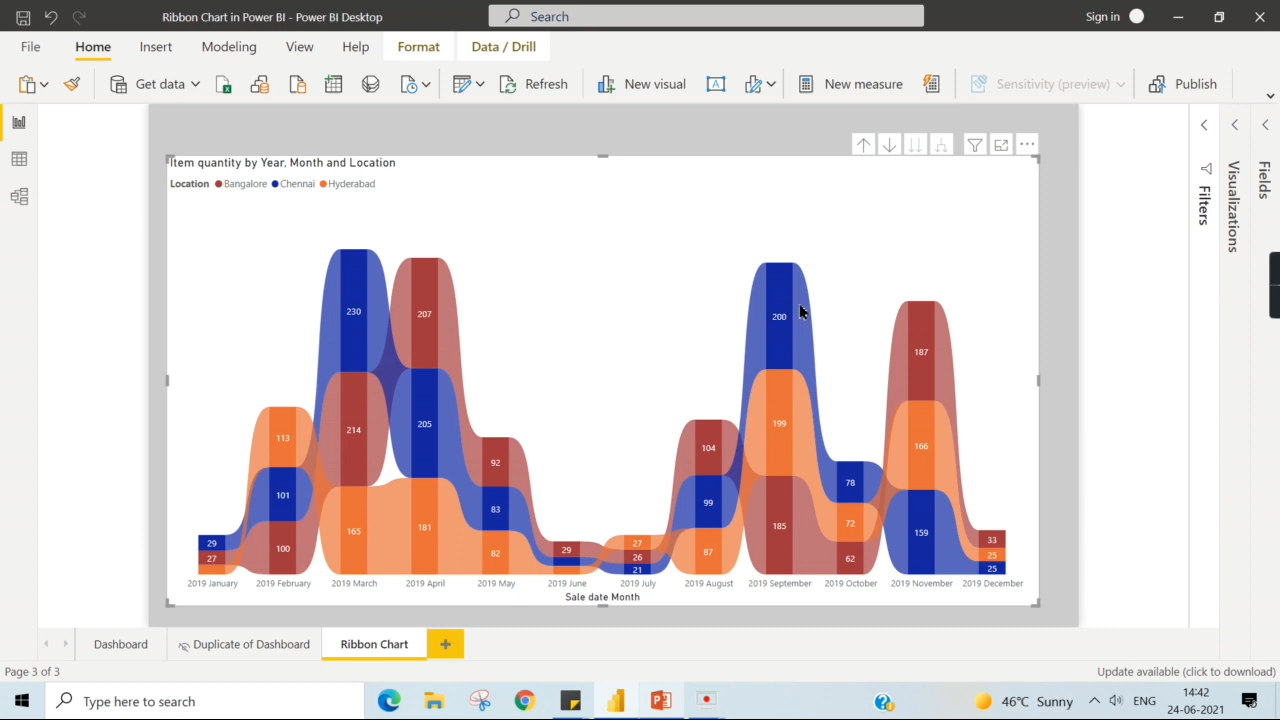 Ribbon Chart in Power BI - Power BI Desktop
Search
Sign in
File Home Insert Modeling View Help Format Data / Drill
Get data Refresh New visual New measure Sensitivity (preview) Publish
Item quantity by Year, Month and Location
Location Bangalore Chennai Hyderabad
29
27
113
101
100
230
214
165
207
205
181
92
83
82
29
27
26
21
104
99
87
200
199
185
78
72
62
187
166
159
33
25
25
2019 January 2019 February 2019 March 2019 April 2019 May 2019 June 2019 July 2019 August 2019 September 2019 October 2019 November 2019 December
Sale date Month
Filters
Visualizations
Fields
Dashboard Duplicate of Dashboard Ribbon Chart
Page 3 of 3
Update available (click to download)
Type here to search
46°C Sunny
ENG
14:42
24-06-2021